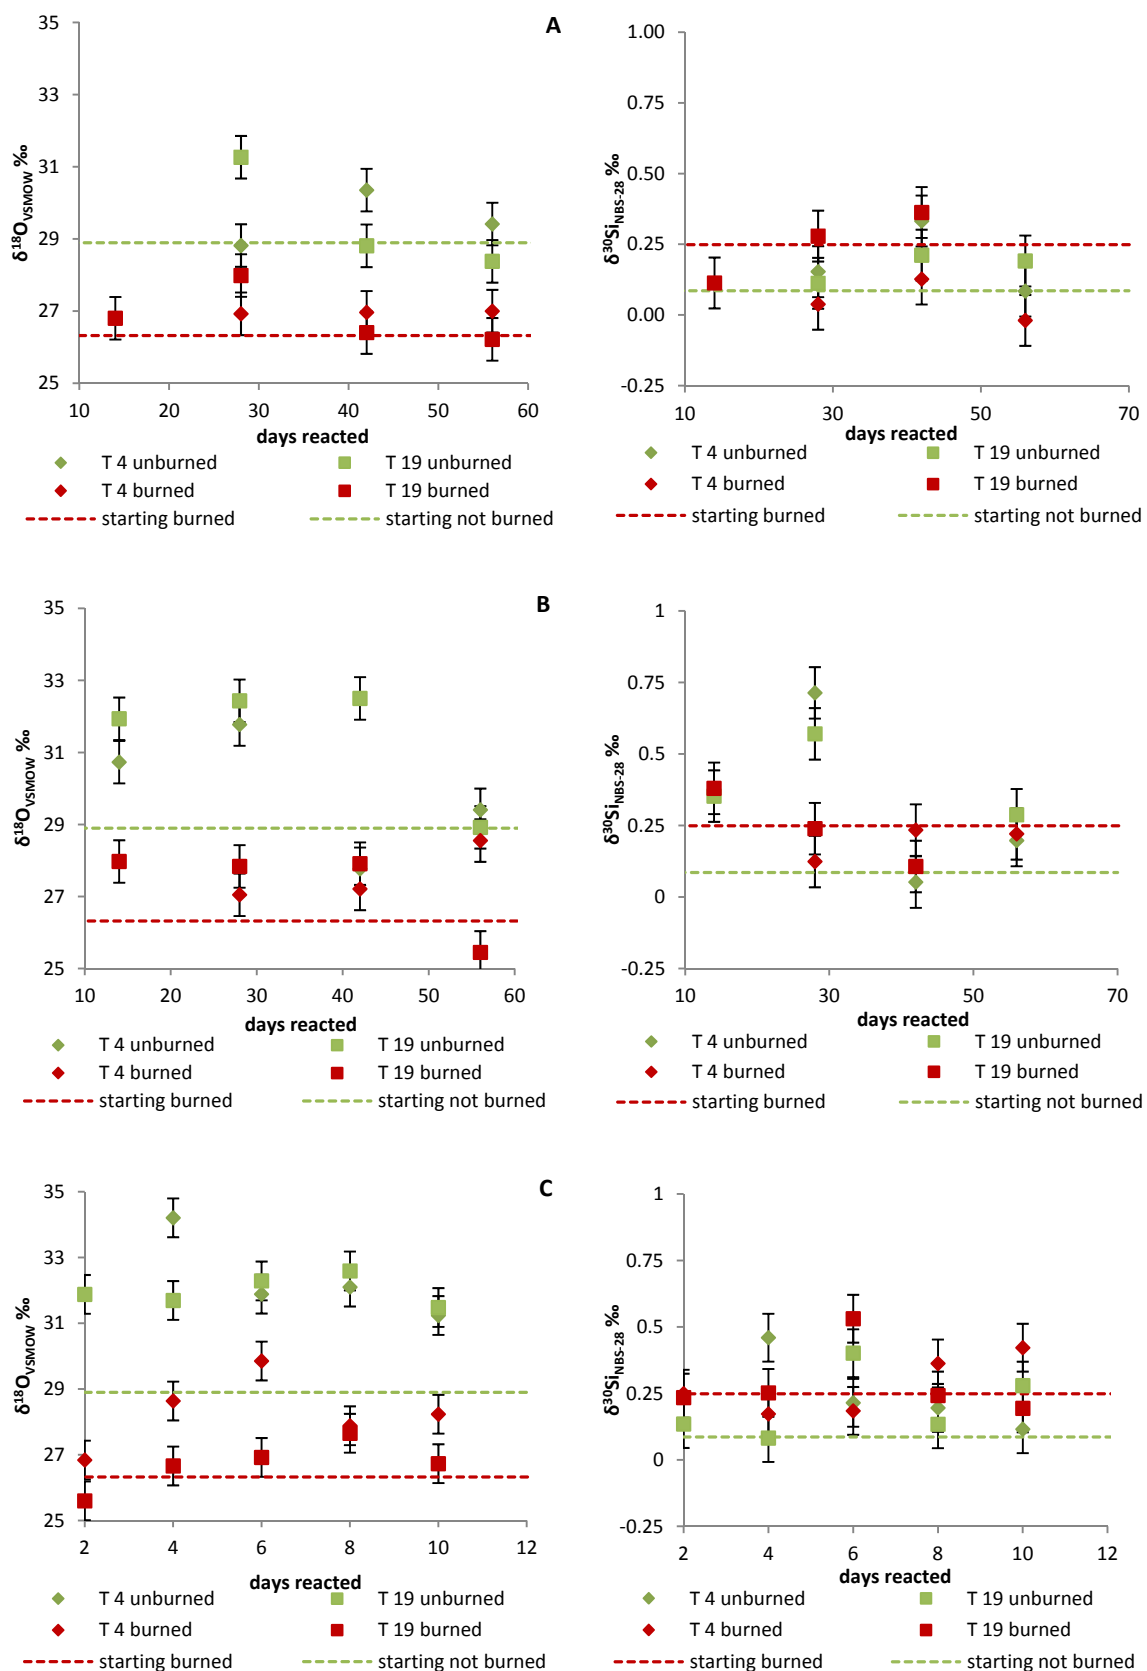 A
35
33
31
29
27
25
δ18OVSMOW ‰
10 20 30 40 50 60
days reacted
T 4 unburned T 19 unburned
T 4 burned T 19 burned
starting burned starting not burned
1.00
0.75
0.50
0.25
0.00
-0.25
δ30SiNBS-28 ‰
10 30 50 70
days reacted
T 4 unburned T 19 unburned
T 4 burned T 19 burned
starting burned starting not burned
B
35
33
31
29
27
25
δ18OVSMOW ‰
10 20 30 40 50 60
days reacted
T 4 unburned T 19 unburned
T 4 burned T 19 burned
starting burned starting not burned
1
0.75
0.5
0.25
0
-0.25
δ30SiNBS-28 ‰
10 30 50 70
days reacted
T 4 unburned T 19 unburned
T 4 burned T 19 burned
starting burned starting not burned
C
35
33
31
29
27
25
δ18OVSMOW ‰
2 4 6 8 10 12
days reacted
T 4 unburned T 19 unburned
T 4 burned T 19 burned
starting burned starting not burned
1
0.75
0.5
0.25
0
-0.25
δ30SiNBS-28 ‰
2 4 6 8 10 12
days reacted
T 4 unburned T 19 unburned
T 4 burned T 19 burned
starting burned starting not burned